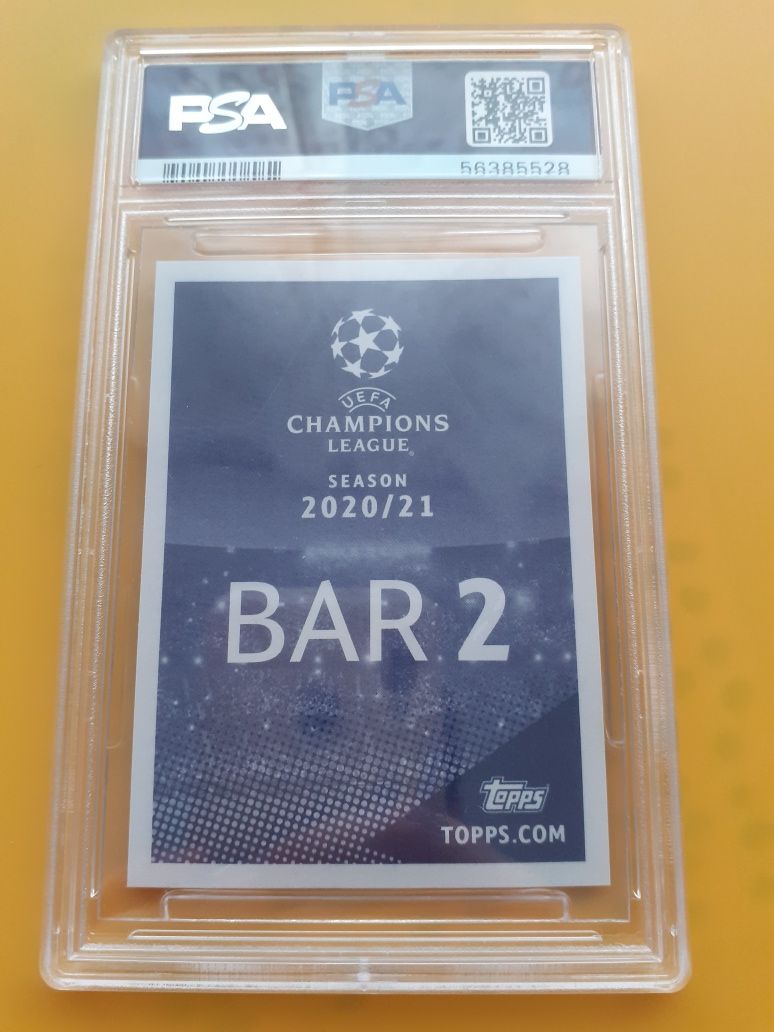 PSA PSA
56385528
UEFA
CHAMPIONS
LEAGUE
SEASON
2020/21
BAR 2
topps
TOPPS.COM